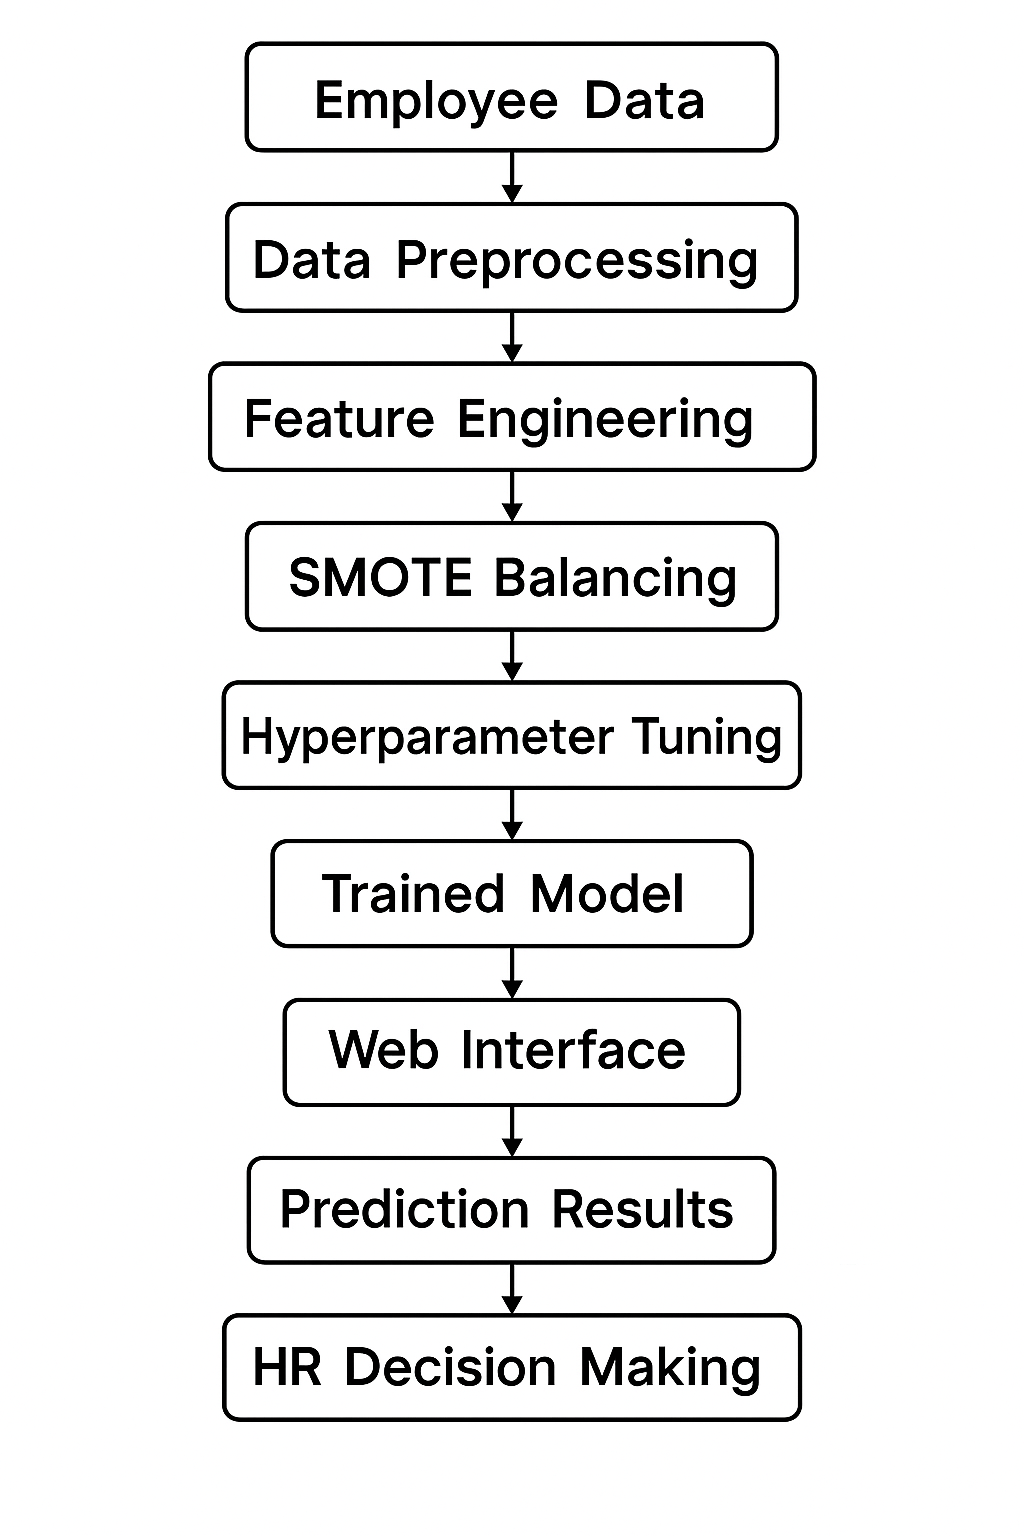 Employee Data
Data Preprocessing
Feature Engineering
SMOTE Balancing
Hyperparameter Tuning
Trained Model
Web Interface
Prediction Results
HR Decision Making